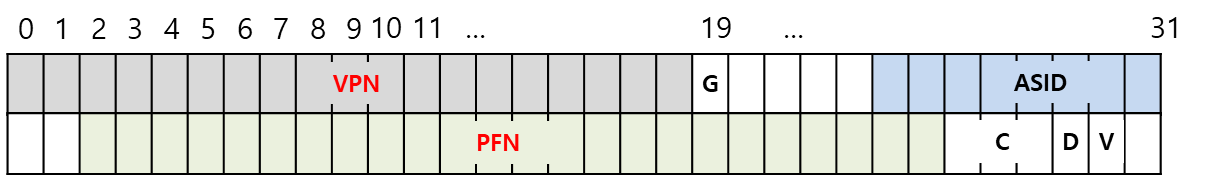 0 1 2 3 4 5 6 7 8 9 10 11 ... 19 ... 31
VPN G ASID
PFN C D V